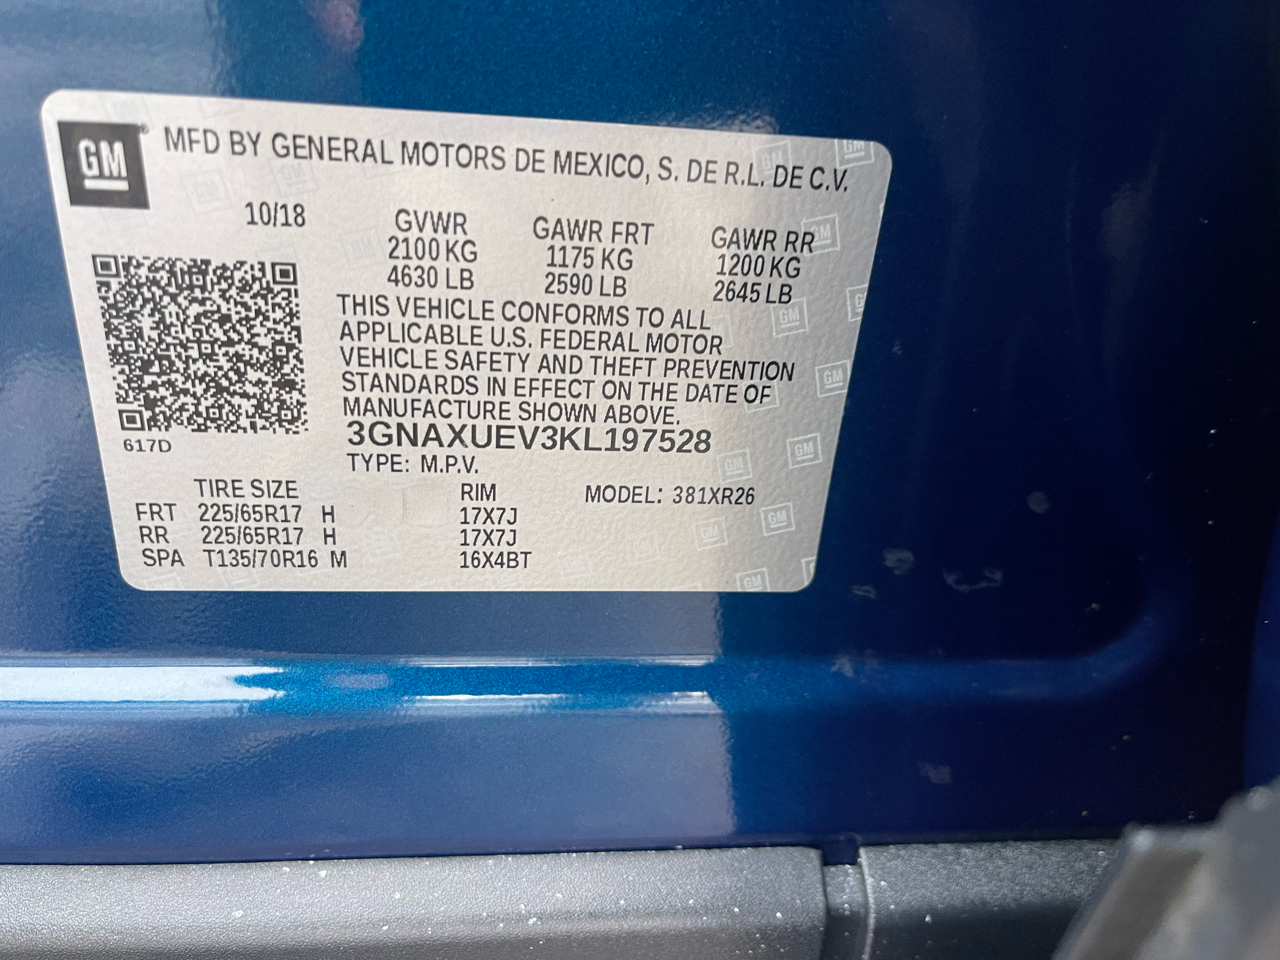 GM
MFD BY GENERAL MOTORS DE MEXICO, S. DE R.L. DE C.V.
10/18 GVWR GAWR FRT GAWR RR
2100 KG 1175 KG 1200 KG
4630 LB 2590 LB 2645 LB
THIS VEHICLE CONFORMS TO ALL
APPLICABLE U.S. FEDERAL MOTOR
VEHICLE SAFETY AND THEFT PREVENTION
STANDARDS IN EFFECT ON THE DATE OF
MANUFACTURE SHOWN ABOVE.
617D
3GNAXUEV3KL197528
TYPE: M.P.V.
TIRE SIZE RIM MODEL: 381XR26
FRT 225/65R17 H 17X7J
RR 225/65R17 H 17X7J
SPA T135/70R16 M 16X4BT